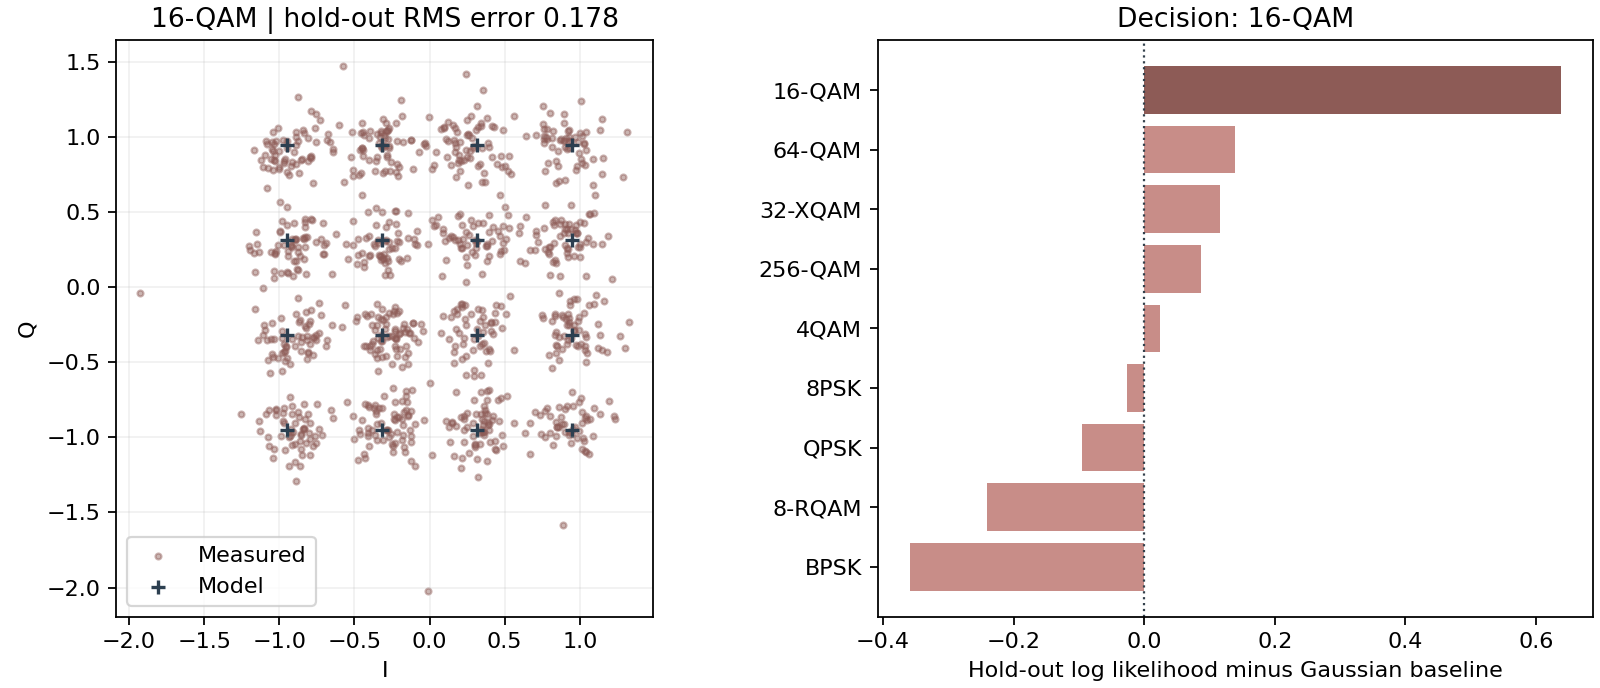 16-QAM | hold-out RMS error 0.178
1.5
1.0
0.5
0.0
−0.5
−1.0
−1.5
−2.0
Q
Measured
Model
−2.0 −1.5 −1.0 −0.5 0.0 0.5 1.0
I
Decision: 16-QAM
16-QAM
64-QAM
32-XQAM
256-QAM
4QAM
8PSK
QPSK
8-RQAM
BPSK
−0.4 −0.2 0.0 0.2 0.4 0.6
Hold-out log likelihood minus Gaussian baseline